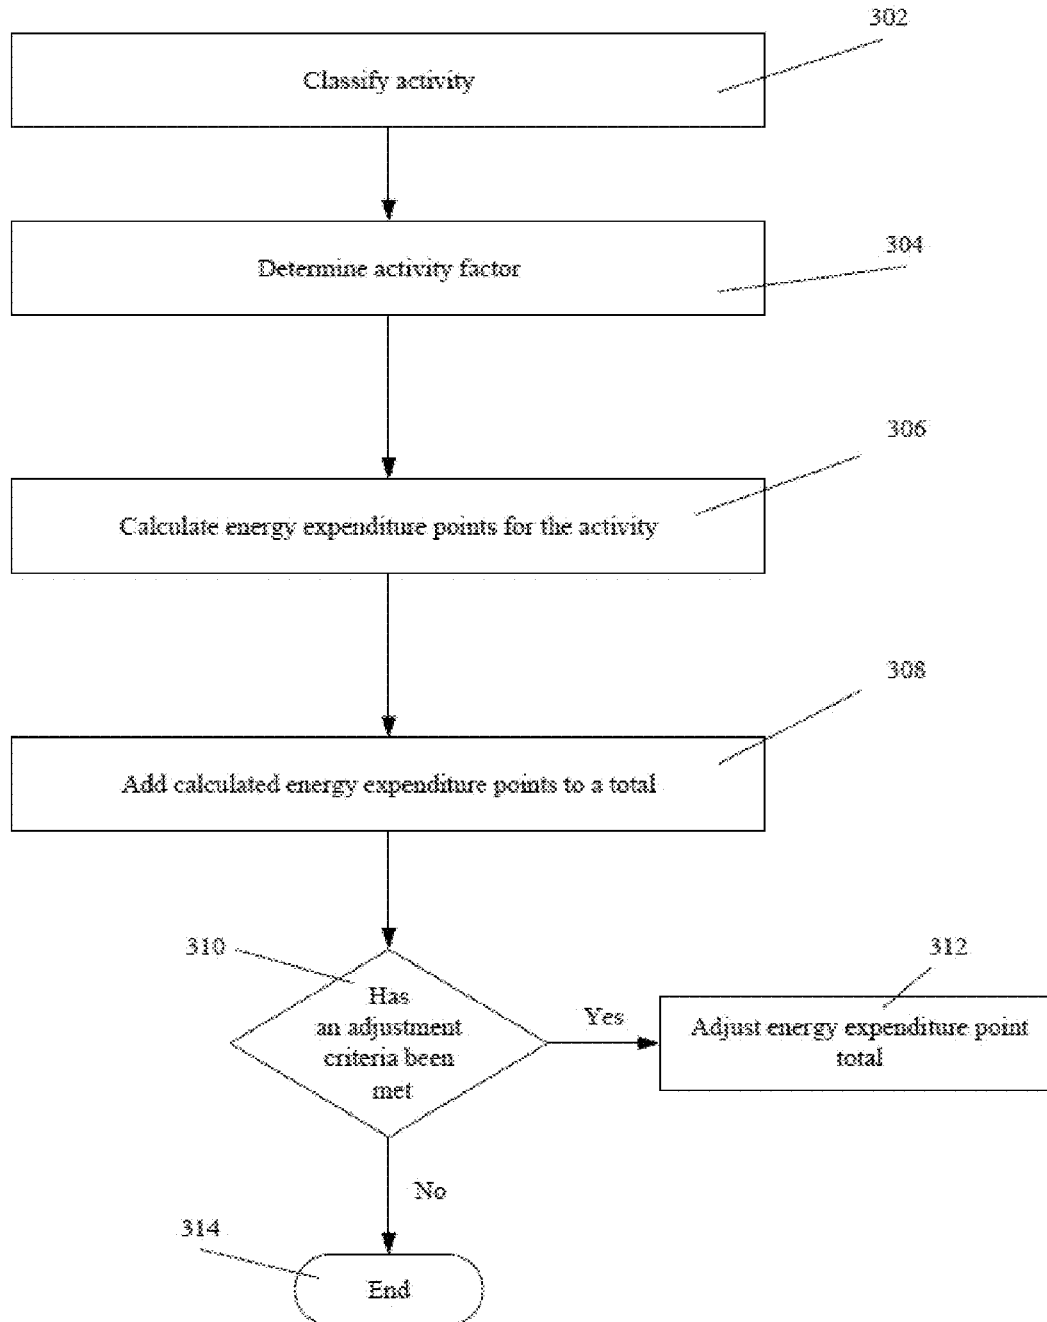 302
Classify activity
304
Determine activity factor
306
Calculate energy expenditure points for the activity
308
Add calculated energy expenditure points to a total
310
Has
an adjustment
criteria been
met
Yes
312
Adjust energy expenditure point
total
No
314
End